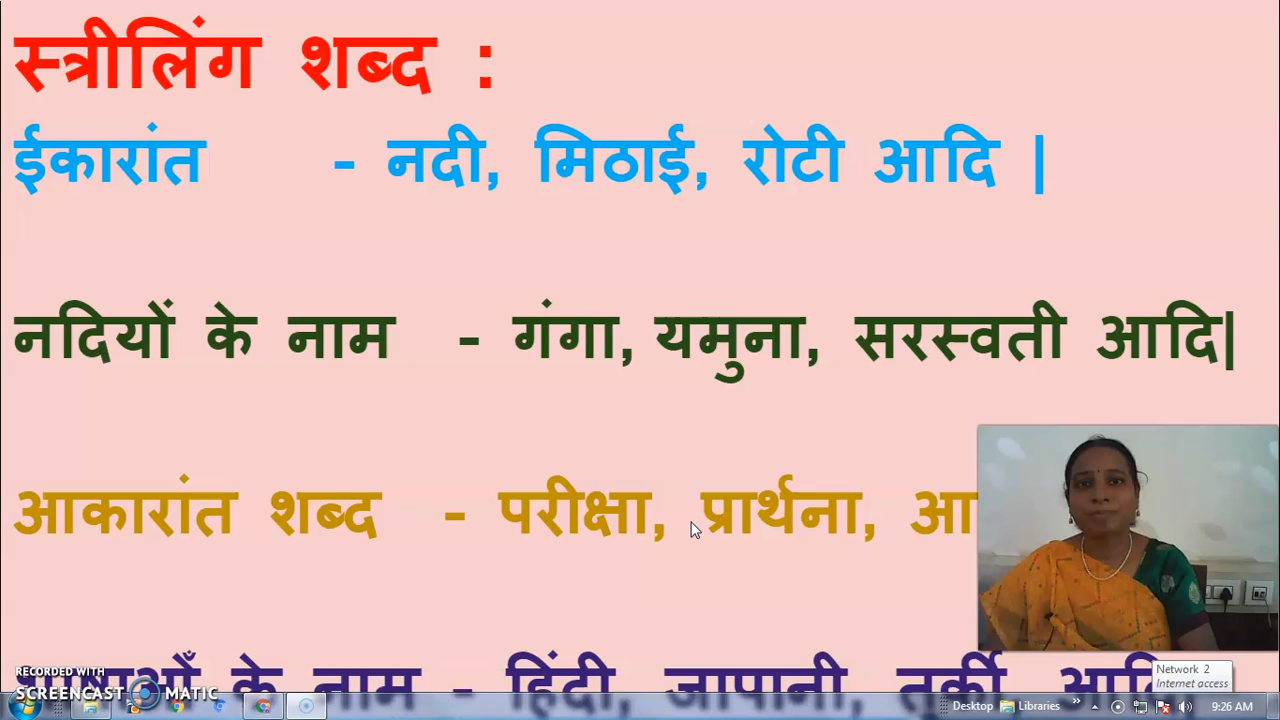 स्त्रीलिंग शब्द :
ईकारांत - नदी, मिठाई, रोटी आदि |
नदियों के नाम - गंगा, यमुना, सरस्वती आदि|
आकारांत शब्द - परीक्षा, प्रार्थना, आ
भाषाओँ के नाम - हिंदी, जापानी, तुर्की, आदि
RECORDED WITH
SCREENCAST MATIC
Network 2
Internet access
Desktop Libraries 9:26 AM